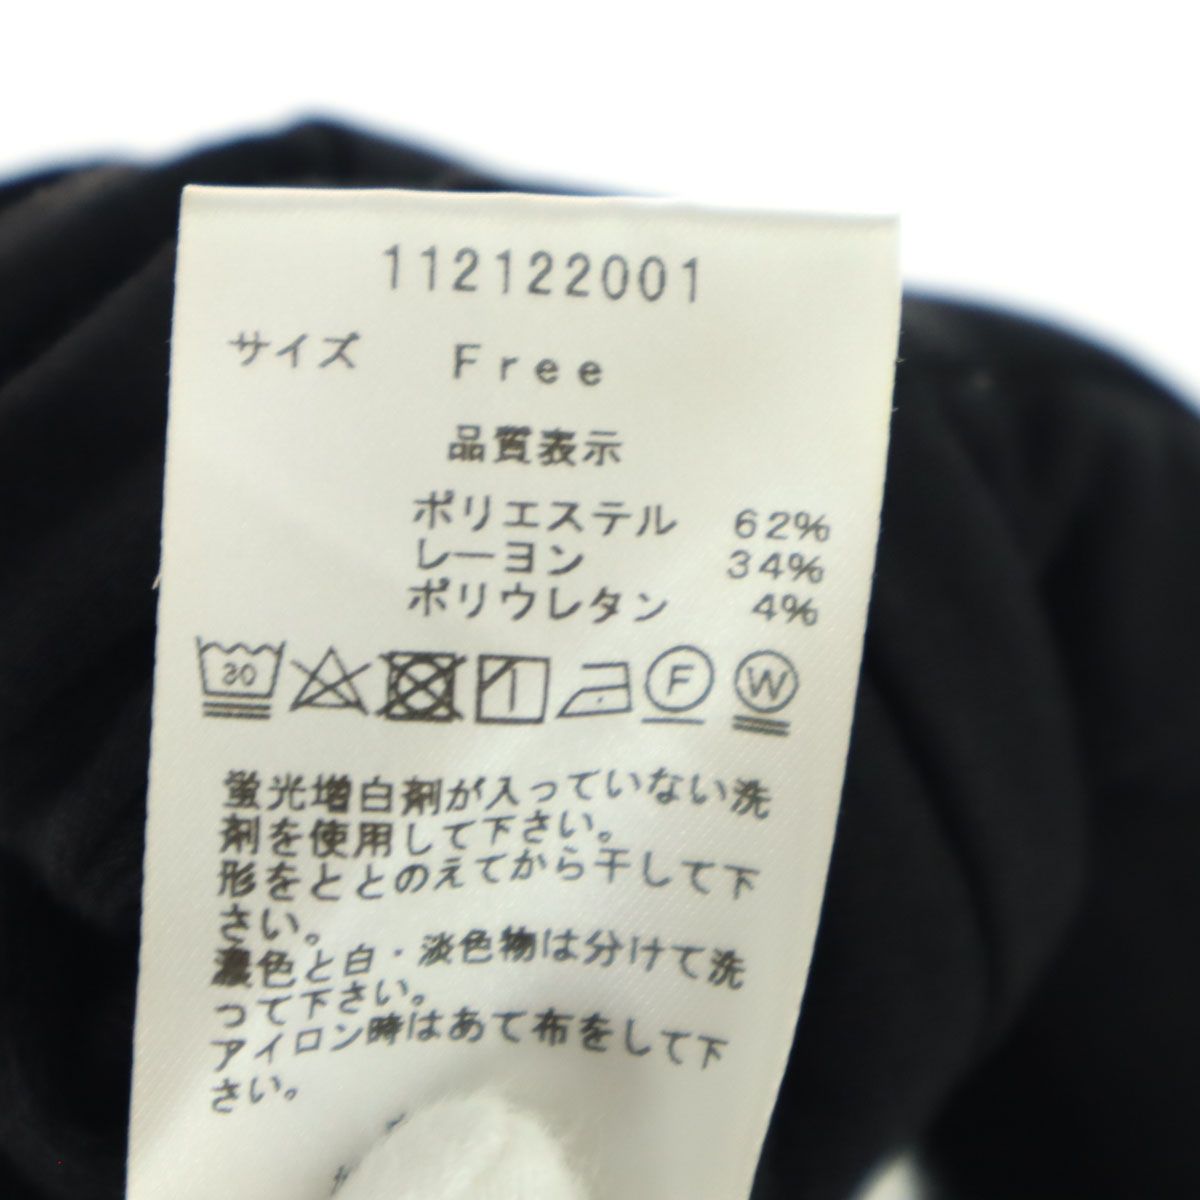 112122001
サイズ Free
品質表示
ポリエステル 62%
レーヨン 34%
ポリウレタン 4%
30 F W
蛍光増白剤が入っていない洗
剤を使用して下さい。
形をととのえてから干して下
さい。
濃色と白・淡色物は分けて洗
って下さい。
アイロン時はあて布をして下
さい。